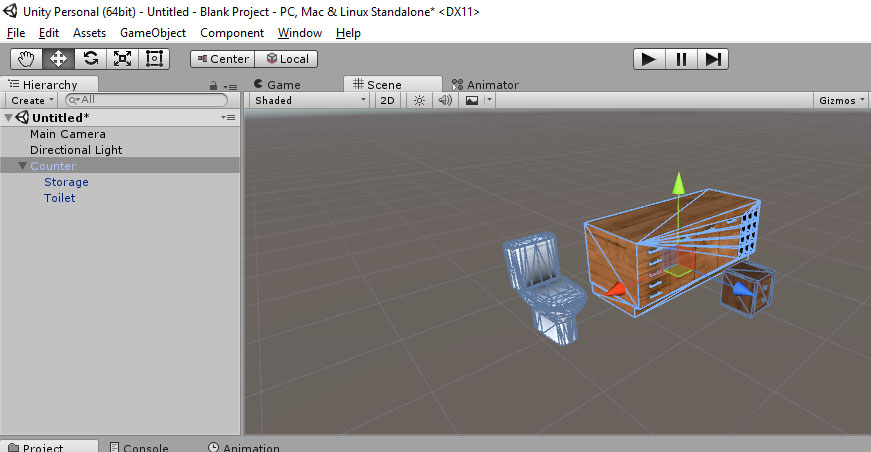 Unity Personal (64bit) - Untitled - Blank Project - PC, Mac & Linux Standalone* <DX11>
File Edit Assets GameObject Component Window Help
Center Local
Hierarchy Game Scene Animator
Create All Shaded 2D Gizmos
Untitled*
Main Camera
Directional Light
Counter
Storage
Toilet
Project Console Animation